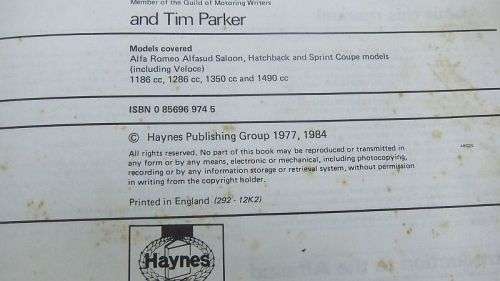 Member of the Guild of Motoring Writers
and Tim Parker
Models covered
Alfa Romeo Alfasud Saloon, Hatchback and Sprint Coupe models
(including Veloce)
1186 cc, 1286 cc, 1350 cc and 1490 cc
ISBN 0 85696 974 5
© Haynes Publishing Group 1977, 1984
All rights reserved. No part of this book may be reproduced or transmitted in
any form or by any means, electronic or mechanical, including photocopying,
recording or by any information storage or retrieval system, without permission
in writing from the copyright holder.
Printed in England (292 - 12K2)
Haynes